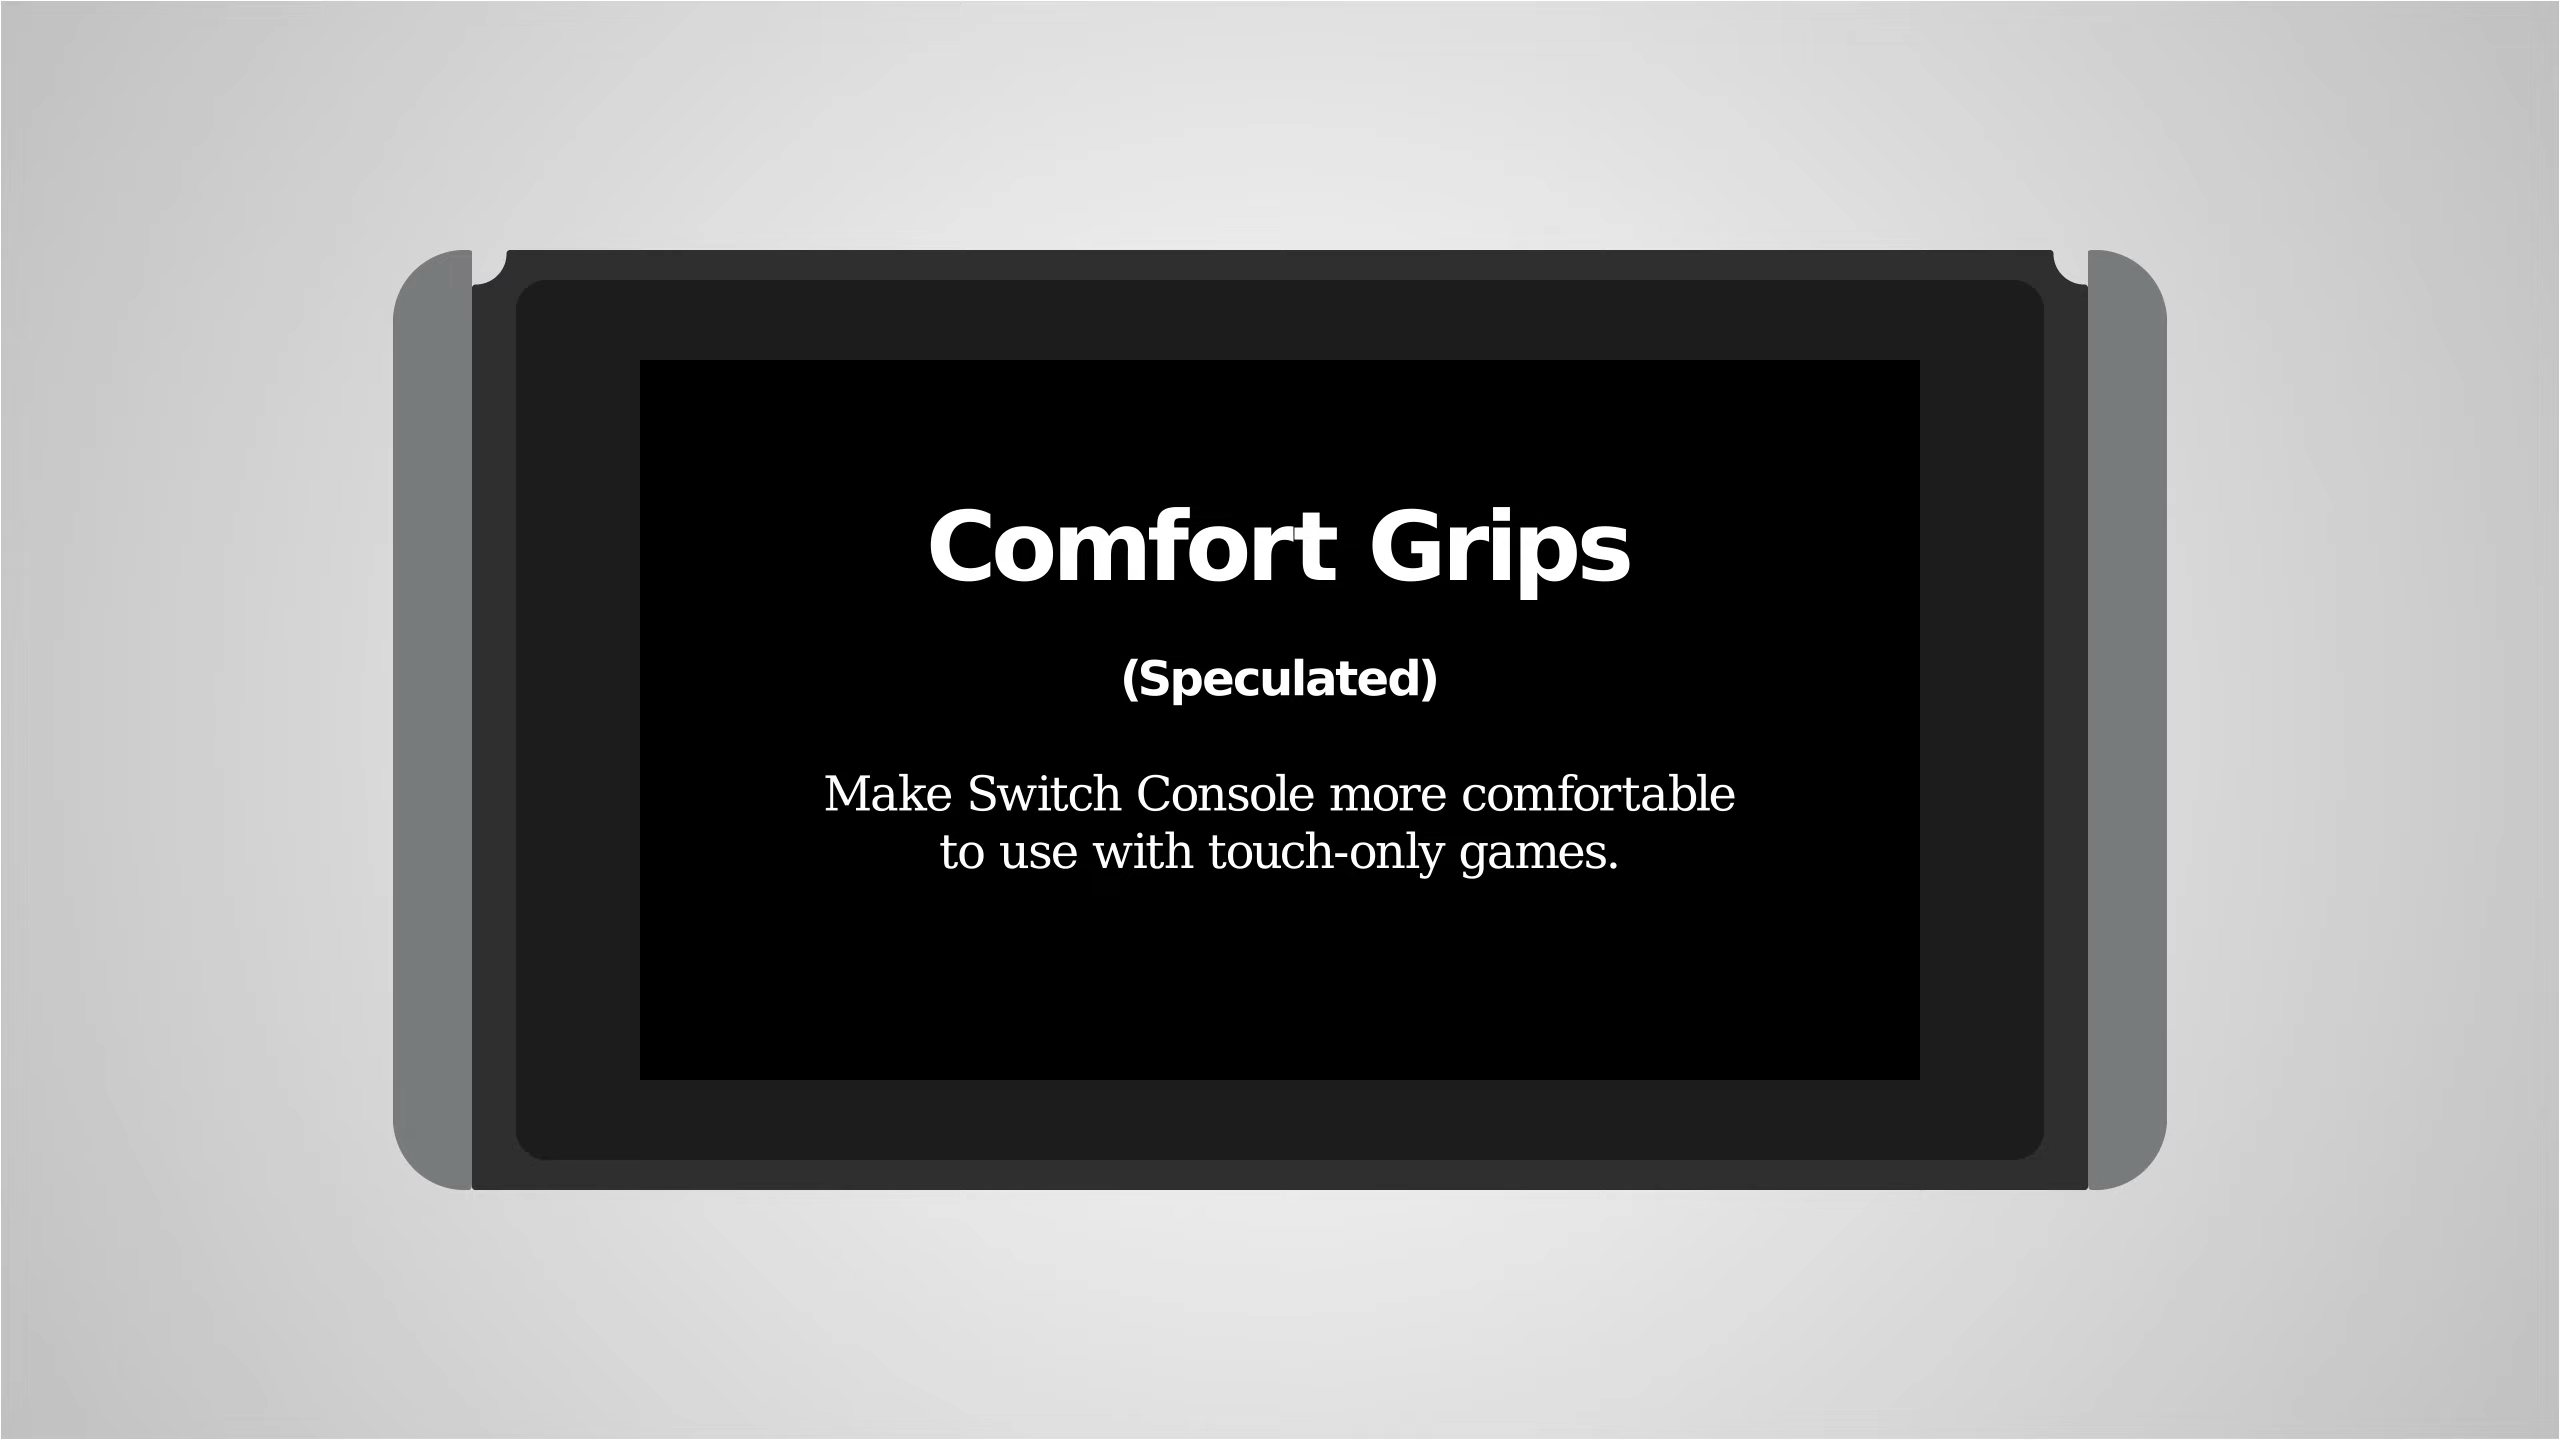 Comfort Grips
(Speculated)
Make Switch Console more comfortable
to use with touch-only games.